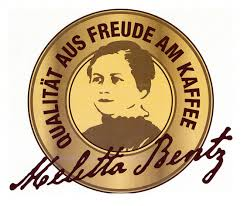 QUALITÄT AUS FREUDE AM KAFFEE
Melitta Bentz